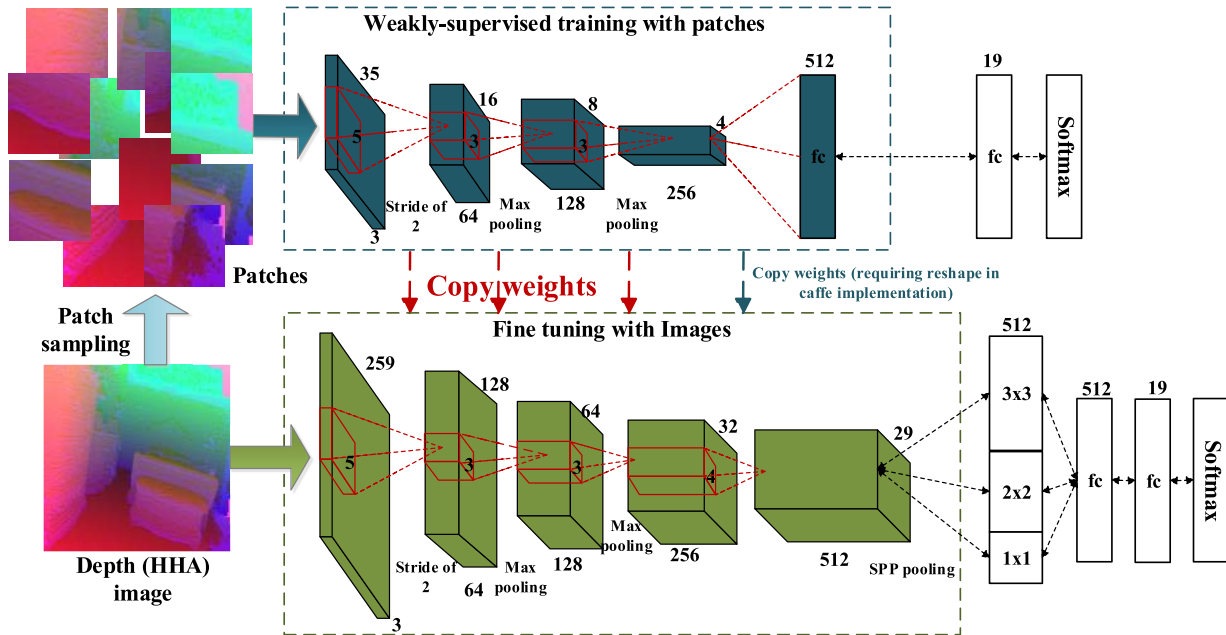 Weakly-supervised training with patches
35
5
3
Stride of
2
16
3
64
Max
pooling
8
3
128
Max
pooling
4
256
512
fc
19
fc
Softmax
Patches
Patch
sampling
Copy weights
Copy weights (requiring reshape in
caffe implementation)
Depth (HHA)
image
Fine tuning with Images
259
5
3
Stride of
2
128
3
64
Max
pooling
64
3
128
Max
pooling
32
4
256
29
512
SPP pooling
512
3x3
2x2
1x1
512
fc
19
fc
Softmax